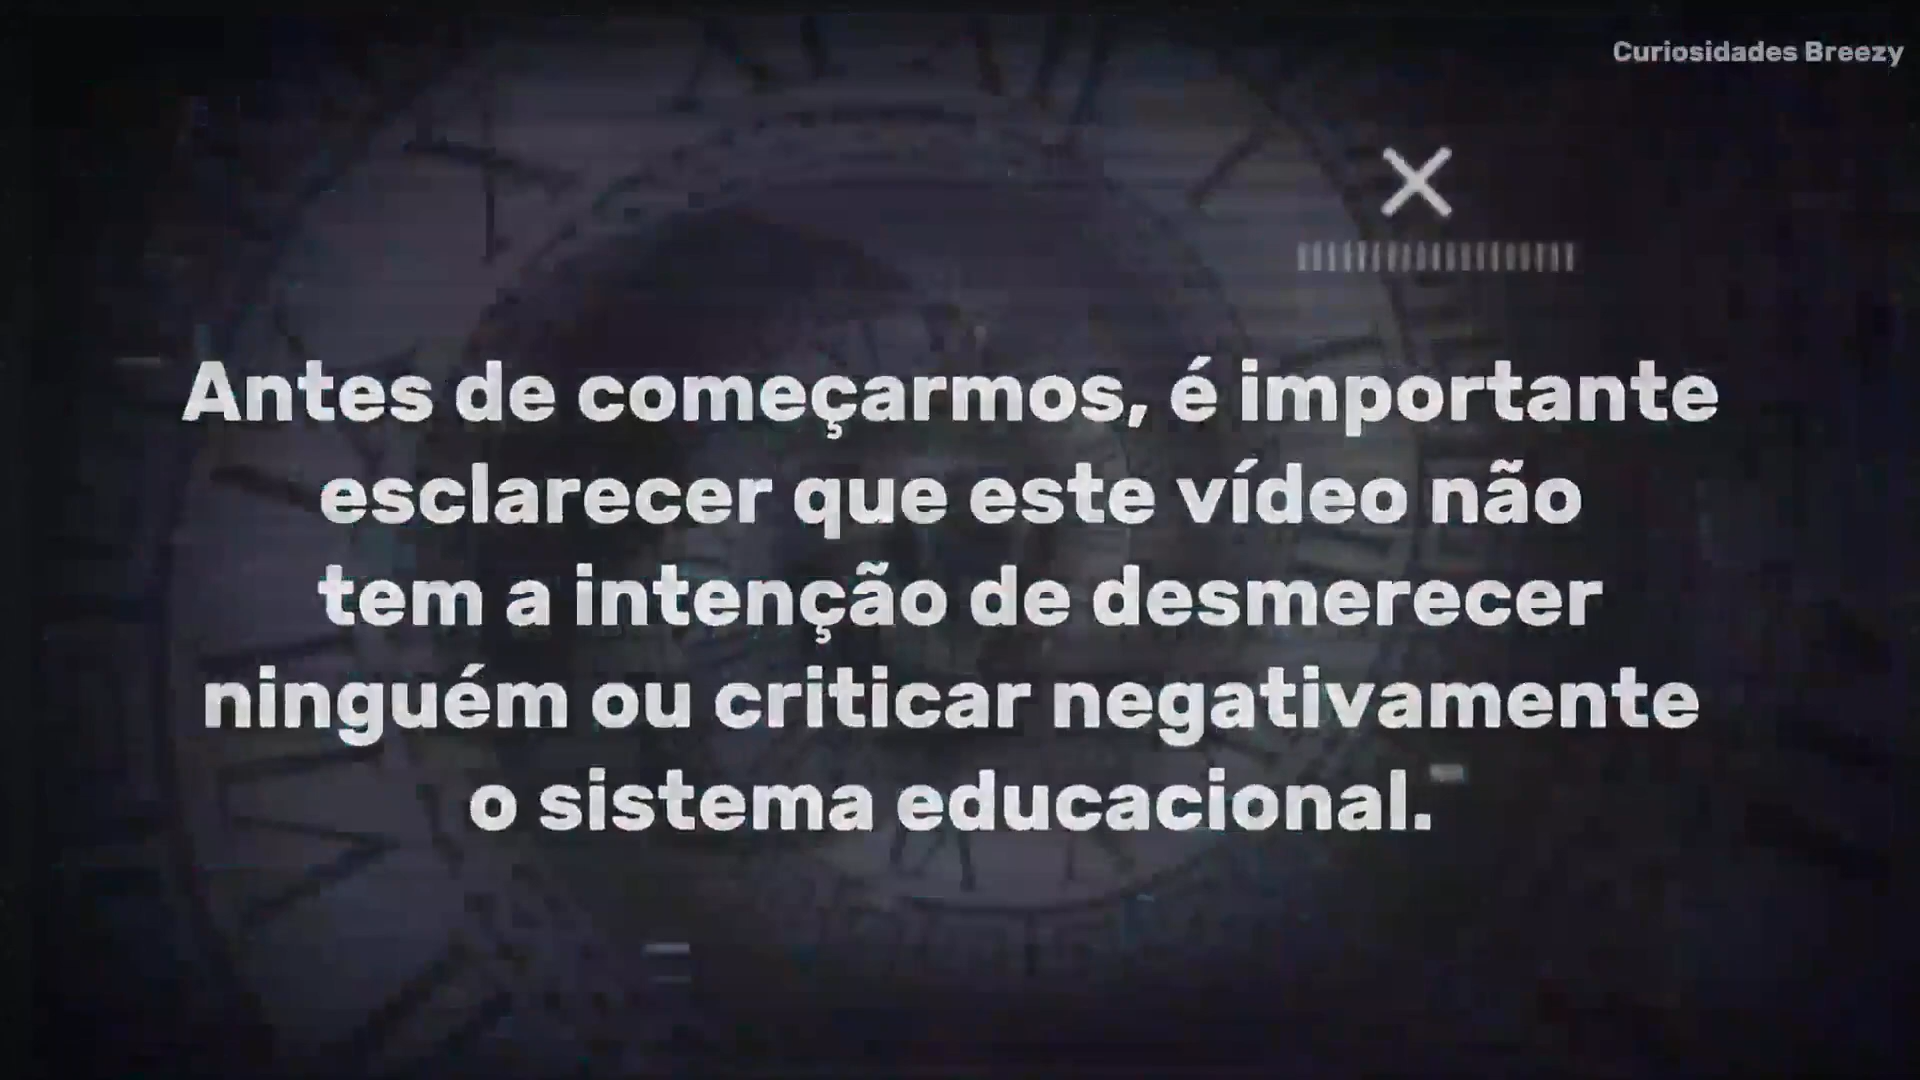 Curiosidades Breezy
Antes de começarmos, é importante
esclarecer que este vídeo não
tem a intenção de desmerecer
ninguém ou criticar negativamente
o sistema educacional.